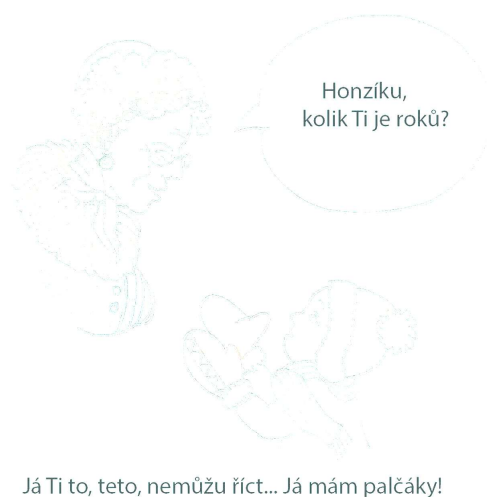 Honzíku,
kolik Ti je roků?
Já Ti to, teto, nemůžu říct... Já mám palčáky!